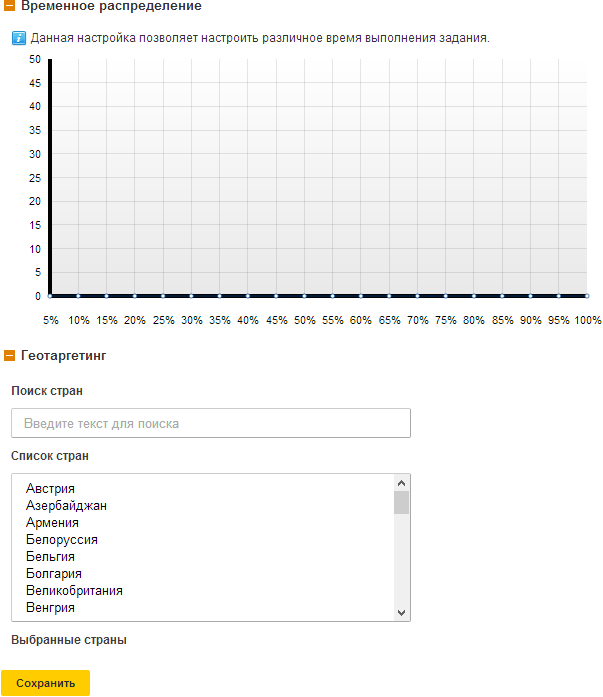 Временное распределение
Данная настройка позволяет настроить различное время выполнения задания.
50
45
40
35
30
25
20
15
10
5
0
5% 10% 15% 20% 25% 30% 35% 40% 45% 50% 55% 60% 65% 70% 75% 80% 85% 90% 95% 100%
Геотаргетинг
Поиск стран
Введите текст для поиска
Список стран
Австрия
Азербайджан
Армения
Белоруссия
Бельгия
Болгария
Великобритания
Венгрия
Выбранные страны
Сохранить